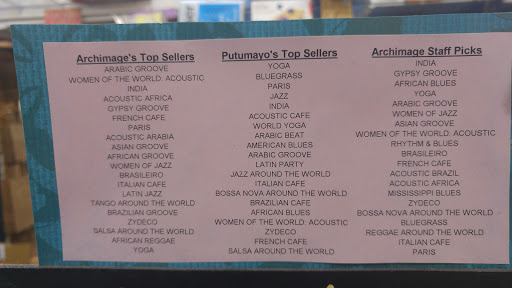 Archimage's Top Sellers
ARABIC GROOVE
WOMEN OF THE WORLD: ACOUSTIC
INDIA
ACOUSTIC AFRICA
GYPSY GROOVE
FRENCH CAFE
PARIS
ACOUSTIC ARABIA
ASIAN GROOVE
AFRICAN GROOVE
WOMEN OF JAZZ
BRASILEIRO
ITALIAN CAFE
LATIN JAZZ
TANGO AROUND THE WORLD
BRAZILIAN GROOVE
ZYDECO
SALSA AROUND THE WORLD
AFRICAN REGGAE
YOGA
Putumayo's Top Sellers
YOGA
BLUEGRASS
PARIS
JAZZ
INDIA
ACOUSTIC CAFE
WORLD YOGA
ARABIC BEAT
AMERICAN BLUES
ARABIC GROOVE
LATIN PARTY
JAZZ AROUND THE WORLD
ITALIAN CAFE
BOSSA NOVA AROUND THE WORLD
BRAZILIAN CAFE
AFRICAN BLUES
WOMEN OF THE WORLD: ACOUSTIC
ZYDECO
FRENCH CAFE
SALSA AROUND THE WORLD
Archimage Staff Picks
INDIA
GYPSY GROOVE
AFRICAN BLUES
YOGA
ARABIC GROOVE
WOMEN OF JAZZ
ASIAN GROOVE
WOMEN OF THE WORLD: ACOUSTIC
RHYTHM & BLUES
BRASILEIRO
FRENCH CAFE
ACOUSTIC BRAZIL
ACOUSTIC AFRICA
MISSISSIPPI BLUES
ZYDECO
BOSSA NOVA AROUND THE WORLD
BLUEGRASS
REGGAE AROUND THE WORLD
ITALIAN CAFE
PARIS